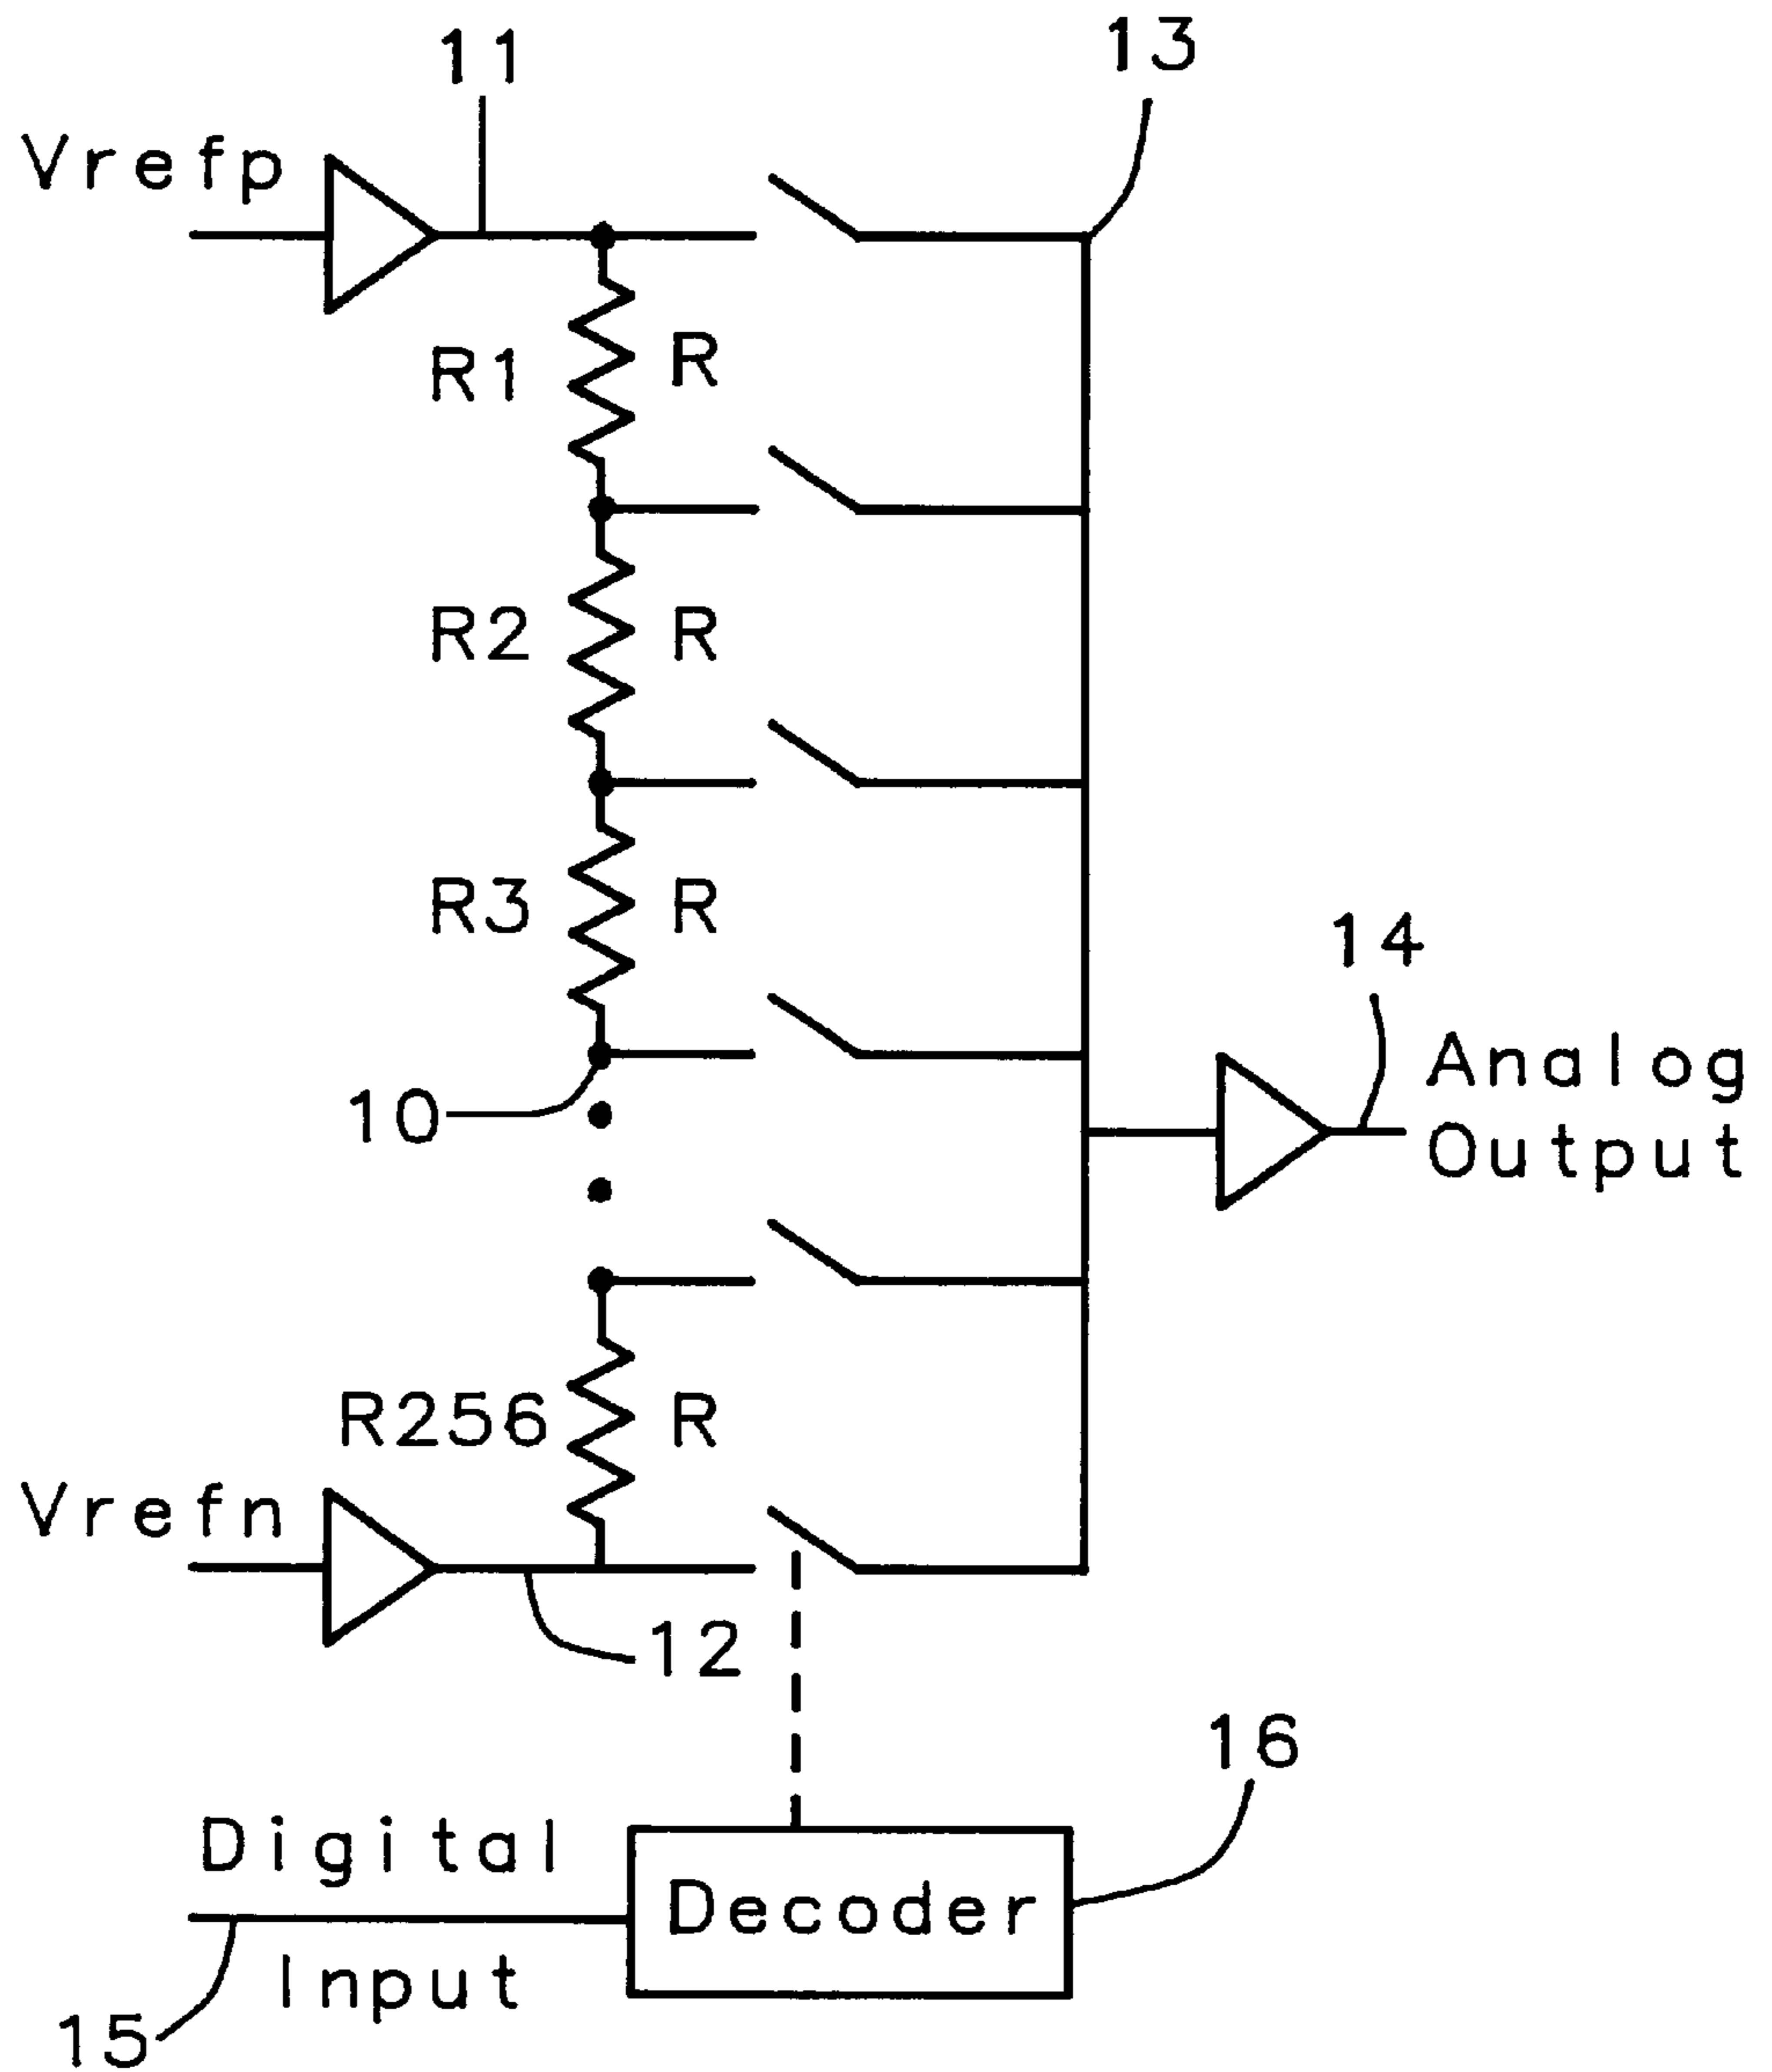 11
13
Vrefp
R1
R
R2
R
R3
R
14
10
Analog
Output
R256
R
Vrefn
12
16
Digital
Input
Decoder
15